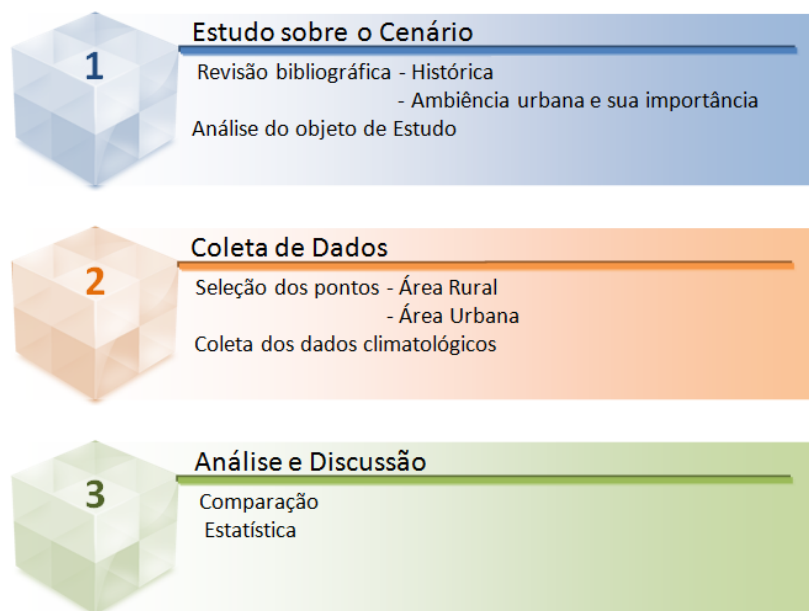 1
Estudo sobre o Cenário
Revisão bibliográfica - Histórica
- Ambiência urbana e sua importância
Análise do objeto de Estudo
2
Coleta de Dados
Seleção dos pontos - Área Rural
- Área Urbana
Coleta dos dados climatológicos
3
Análise e Discussão
Comparação
Estatística